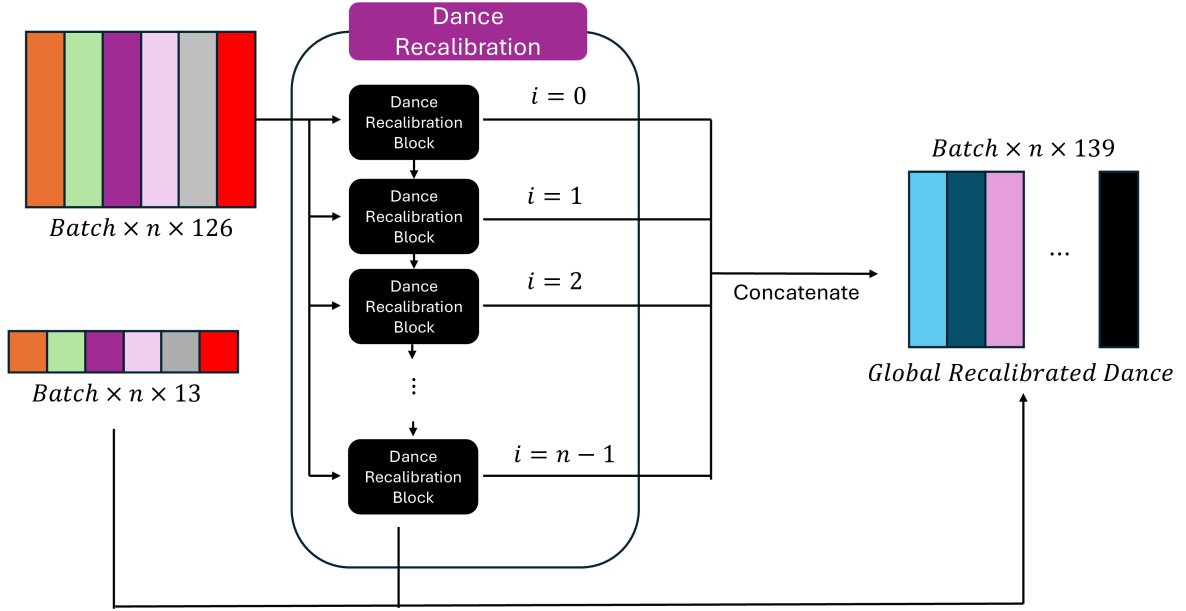 Dance
Recalibration
Batch × n × 126
Batch × n × 13
Dance
Recalibration
Block
i = 0
Dance
Recalibration
Block
i = 1
Dance
Recalibration
Block
i = 2
⋮
Dance
Recalibration
Block
i = n − 1
Concatenate
Batch × n × 139
...
Global Recalibrated Dance